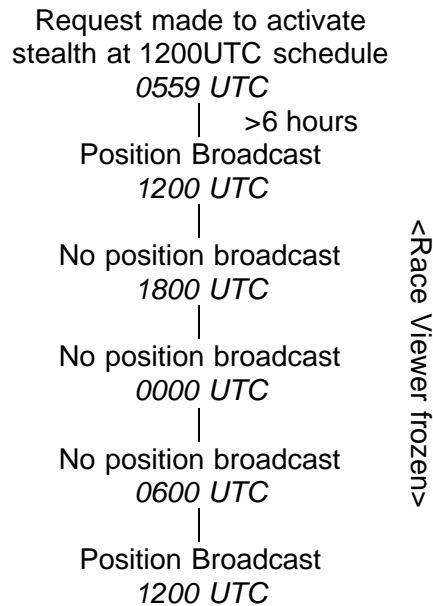 Request made to activate
stealth at 1200UTC schedule
0559 UTC
>6 hours
Position Broadcast
1200 UTC
No position broadcast
1800 UTC
No position broadcast
0000 UTC
No position broadcast
0600 UTC
Position Broadcast
1200 UTC
<Race Viewer frozen>